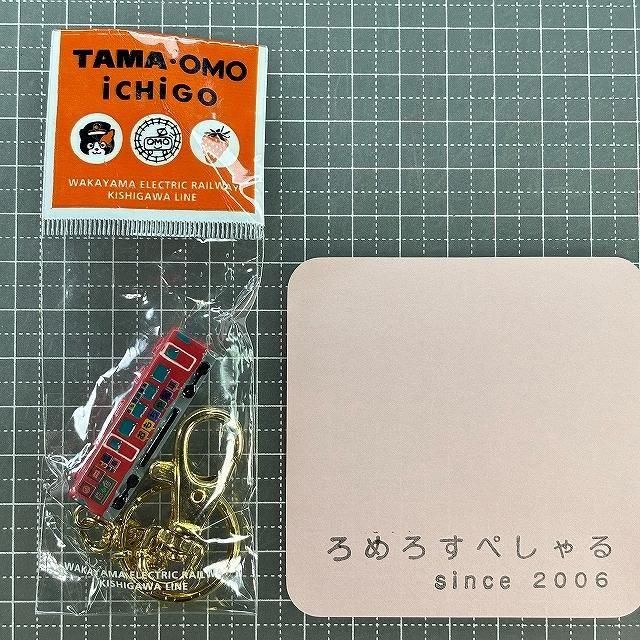 TAMA·OMO
iCHiGO
OMO
WAKAYAMA ELECTRIC RAILWAY
KISHIGAWA LINE
WAKAYAMA ELECTRIC RAILWAY
KISHIGAWA LINE
ろめろすぺしゃる
since 2006